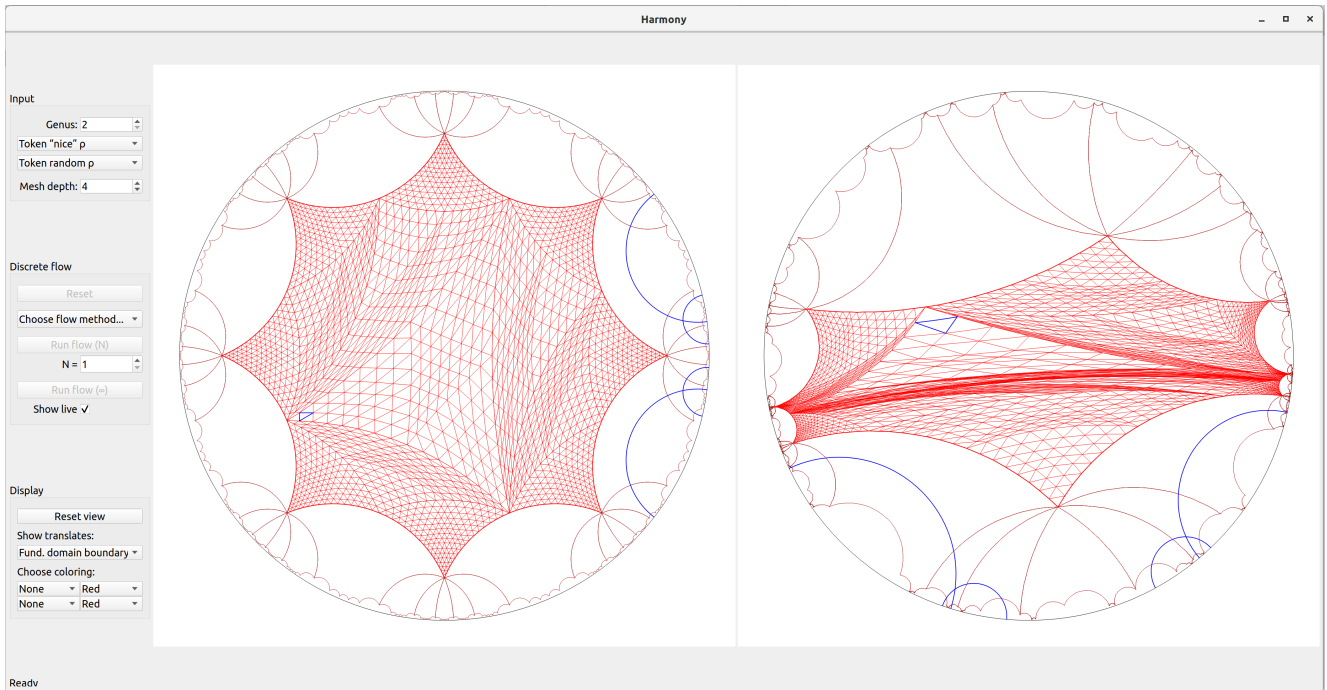 Harmony
Input
Genus: 2
Token "nice" ρ
Token random ρ
Mesh depth: 4
Discrete flow
Reset
Choose flow method...
Run flow (N)
N = 1
Run flow (∞)
Show live ✓
Display
Reset view
Show translates:
Fund. domain boundary
Choose coloring:
None Red
None Red
Ready